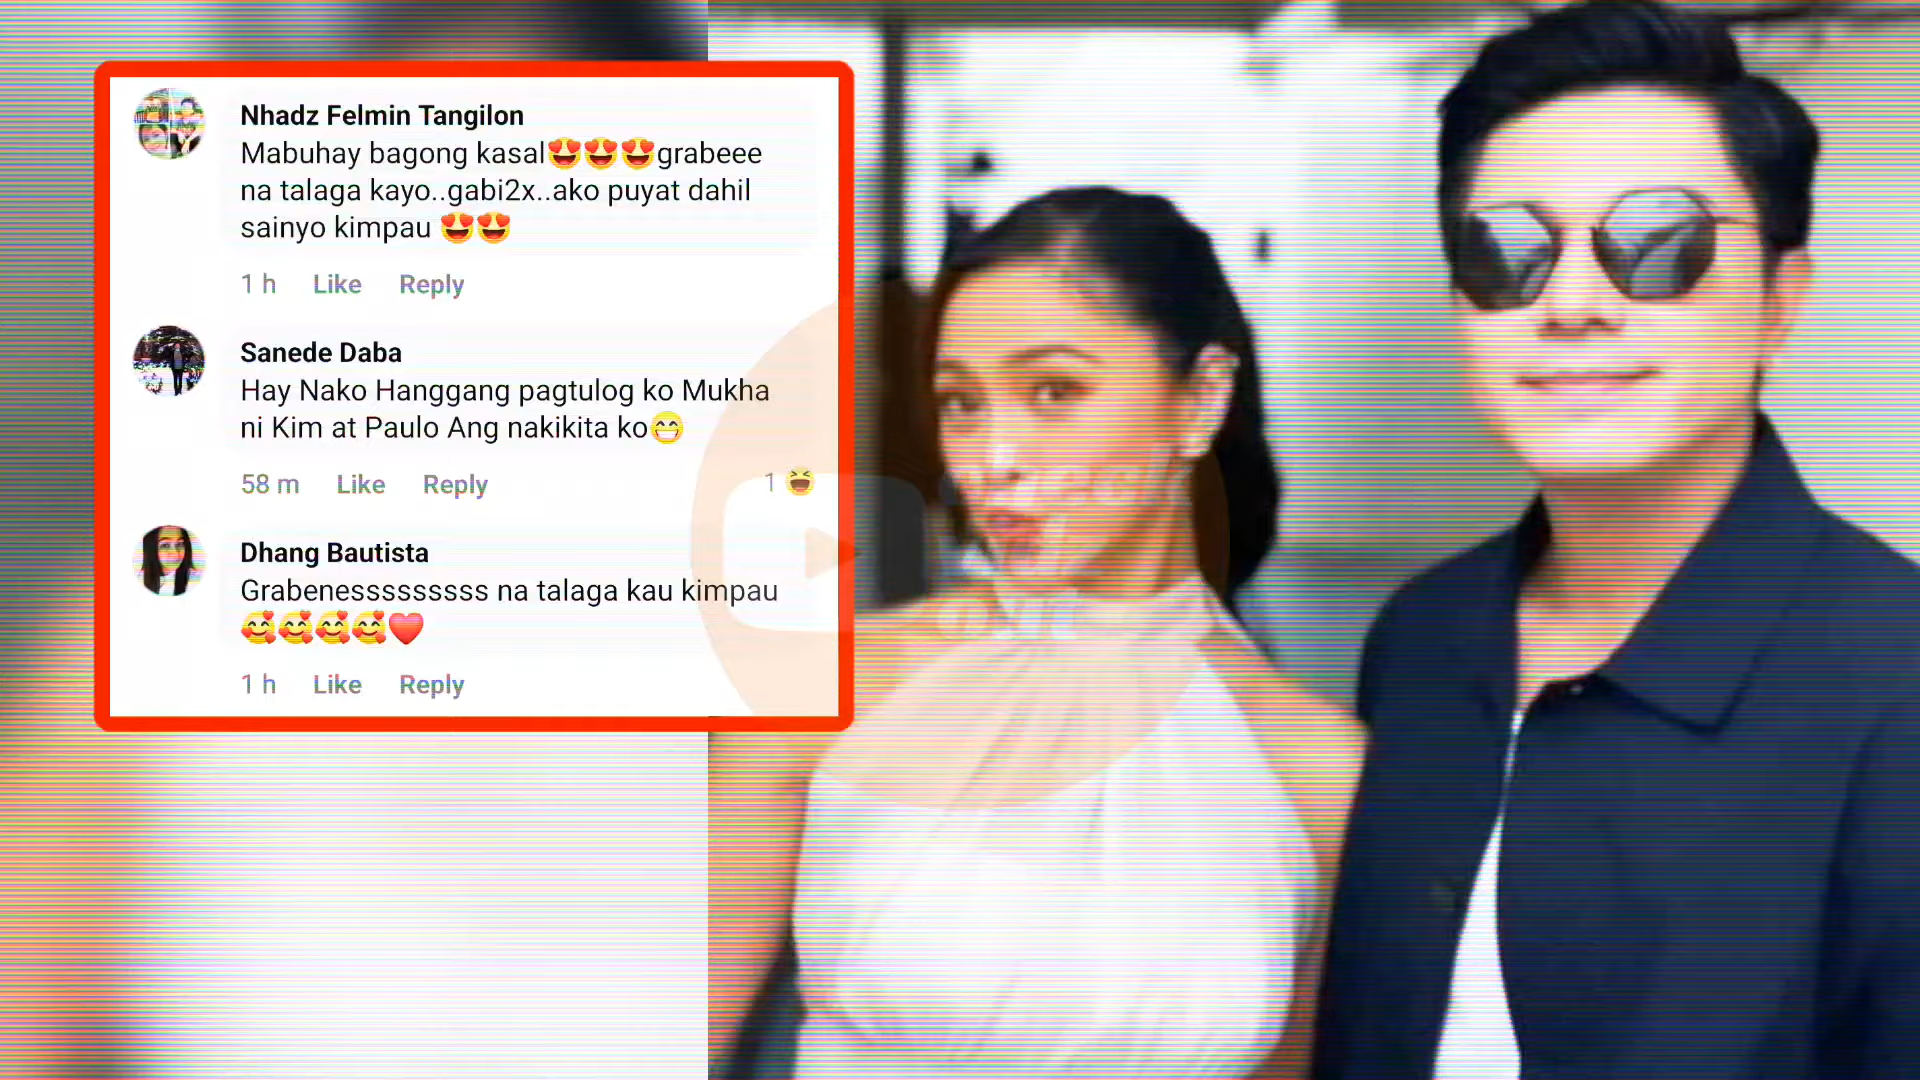 Nhadz Felmin Tangilon
Mabuhay bagong kasal😍😍😍grabeee
na talaga kayo..gabi2x..ako puyat dahil
sainyo kimpau 😍😍
1 h Like Reply
Sanede Daba
Hay Nako Hanggang pagtulog ko Mukha
ni Kim at Paulo Ang nakikita ko😁
58 m Like Reply 1 😆
Dhang Bautista
Grabenesssssssss na talaga kau kimpau
🥰🥰🥰🥰❤️
1 h Like Reply